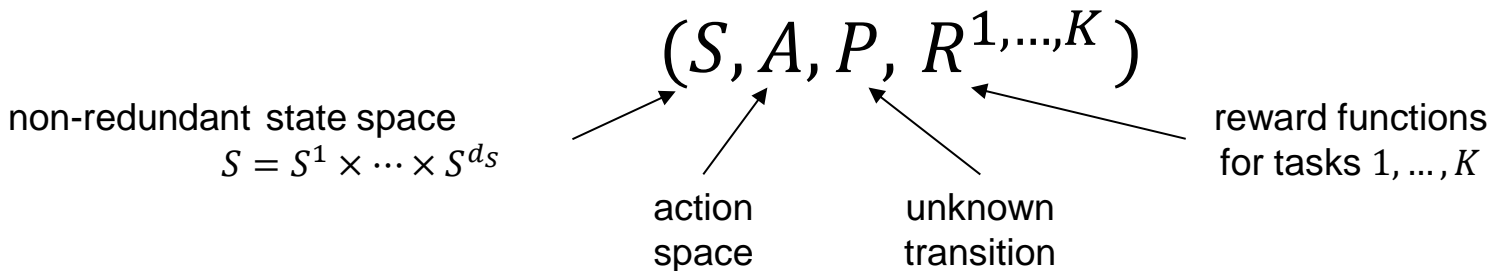 (S, A, P, R^{1,…,K})
non-redundant state space
S = S^1 × ⋯ × S^{d_S}
action
space
unknown
transition
reward functions
for tasks 1, … , K